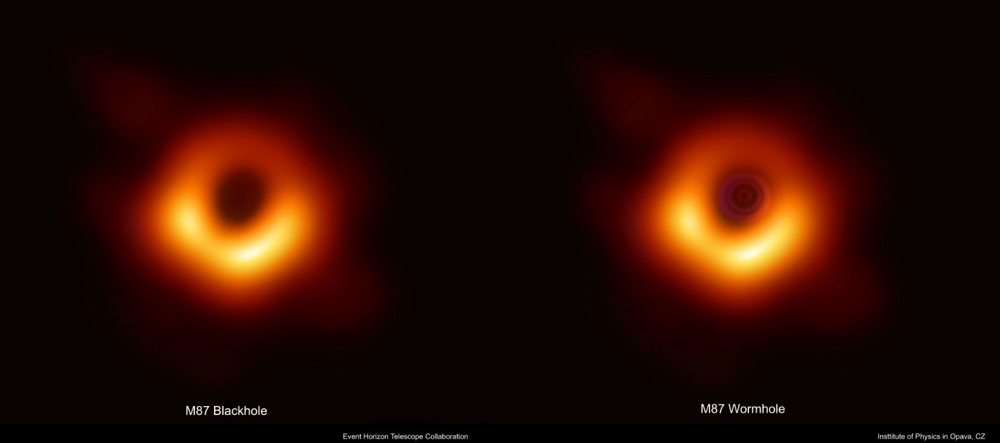 M87 Blackhole
M87 Wormhole
Event Horizon Telescope Collaboration
Insttitute of Physics in Opava, CZ